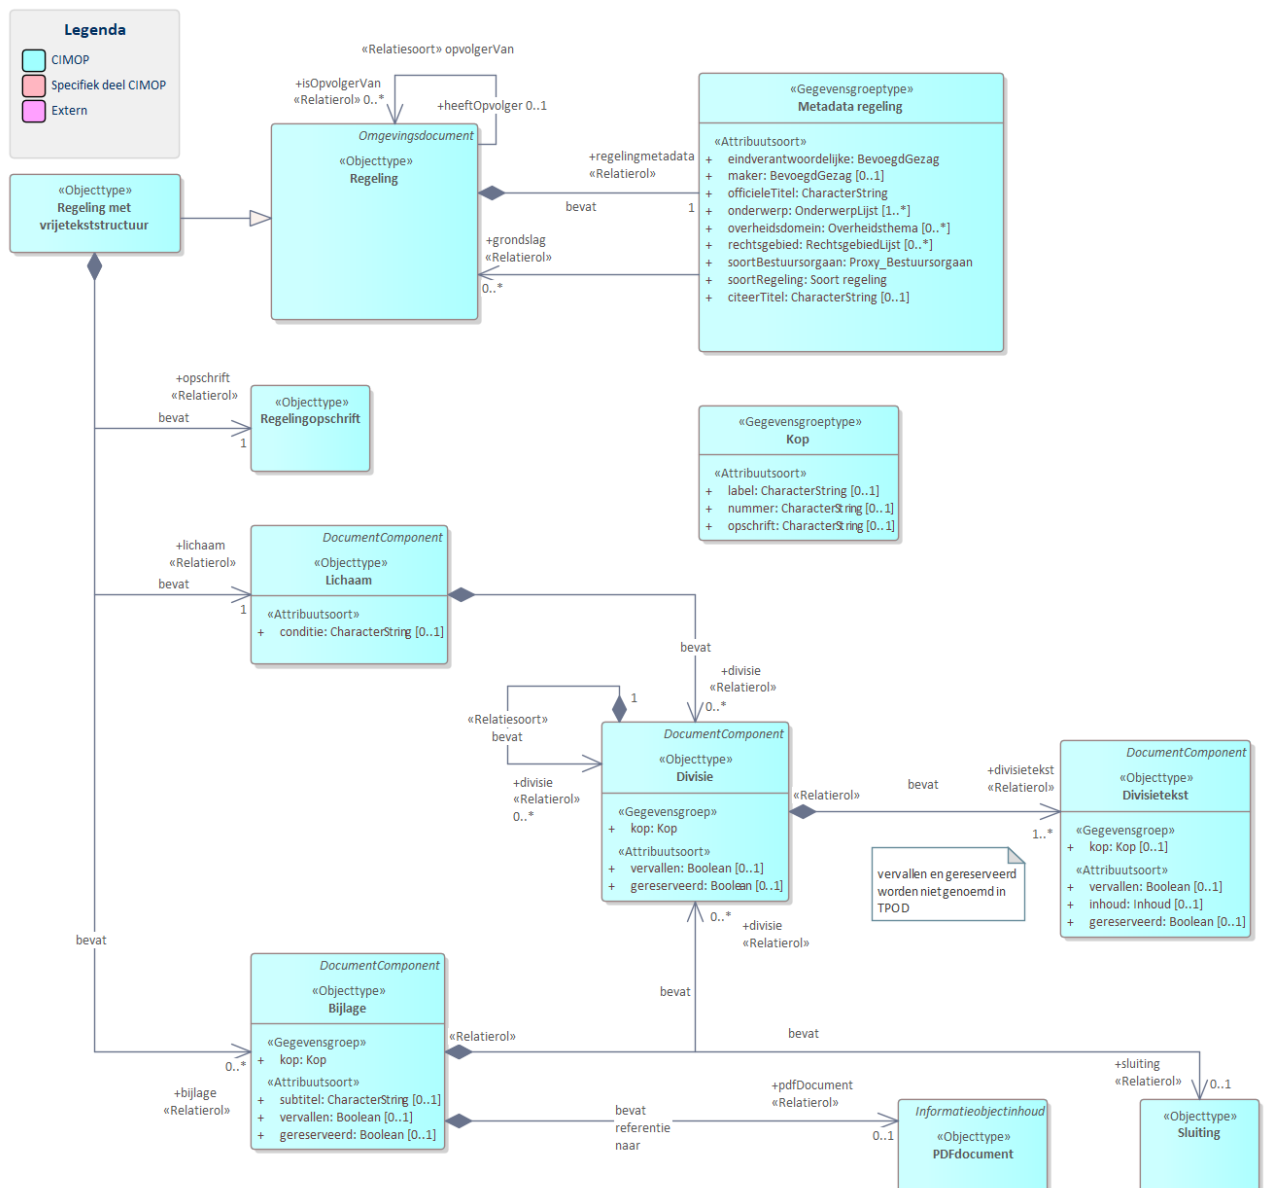 Legenda
CIMOP
Specifiek deel CIMOP
Extern
«Relatiesoort» opvolgerVan
+isOpvolgerVan
«Relatierol» 0..*
+heeftOpvolger 0..1
Omgevingsdocument
«Objecttype»
Regeling
«Objecttype»
Regeling met
vrijetekststructuur
+regelingmetadata
«Relatierol»
bevat
1
+grondslag
«Relatierol»
0..*
«Gegevensgroeptype»
Metadata regeling
«Attribuutsoort»
+ eindverantwoordelijke: BevoegdGezag
+ maker: BevoegdGezag [0..1]
+ officieleTitel: CharacterString
+ onderwerp: OnderwerpLijst [1..*]
+ overheidsdomein: Overheidsthema [0..*]
+ rechtsgebied: RechtsgebiedLijst [0..*]
+ soortBestuursorgaan: Proxy_Bestuursorgaan
+ soortRegeling: Soort regeling
+ citeerTitel: CharacterString [0..1]
+opschrift
«Relatierol»
bevat
1
«Objecttype»
Regelingopschrift
«Gegevensgroeptype»
Kop
«Attribuutsoort»
+ label: CharacterString [0..1]
+ nummer: CharacterString [0..1]
+ opschrift: CharacterString [0..1]
+lichaam
«Relatierol»
bevat
1
DocumentComponent
«Objecttype»
Lichaam
«Attribuutsoort»
+ conditie: CharacterString [0..1]
bevat
+divisie
«Relatierol»
0..*
1
«Relatiesoort»
bevat
+divisie
«Relatierol»
0..*
DocumentComponent
«Objecttype»
Divisie
«Gegevensgroep»
+ kop: Kop
«Attribuutsoort»
+ vervallen: Boolean [0..1]
+ gereserveerd: Boolean [0..1]
«Relatierol»
bevat
+divisietekst
«Relatierol»
1..*
DocumentComponent
«Objecttype»
Divisietekst
«Gegevensgroep»
+ kop: Kop [0..1]
«Attribuutsoort»
+ vervallen: Boolean [0..1]
+ inhoud: Inhoud [0..1]
+ gereserveerd: Boolean [0..1]
vervallen en gereserveerd
worden niet genoemd in
TPOD
0..*
+divisie
«Relatierol»
bevat
bevat
0..*
+bijlage
«Relatierol»
DocumentComponent
«Objecttype»
Bijlage
«Gegevensgroep»
+ kop: Kop
«Attribuutsoort»
+ subtitel: CharacterString [0..1]
+ vervallen: Boolean [0..1]
+ gereserveerd: Boolean [0..1]
«Relatierol»
bevat
+sluiting
«Relatierol»
0..1
bevat
referentie
naar
+pdfDocument
«Relatierol»
0..1
Informatieobjectinhoud
«Objecttype»
PDFdocument
«Objecttype»
Sluiting